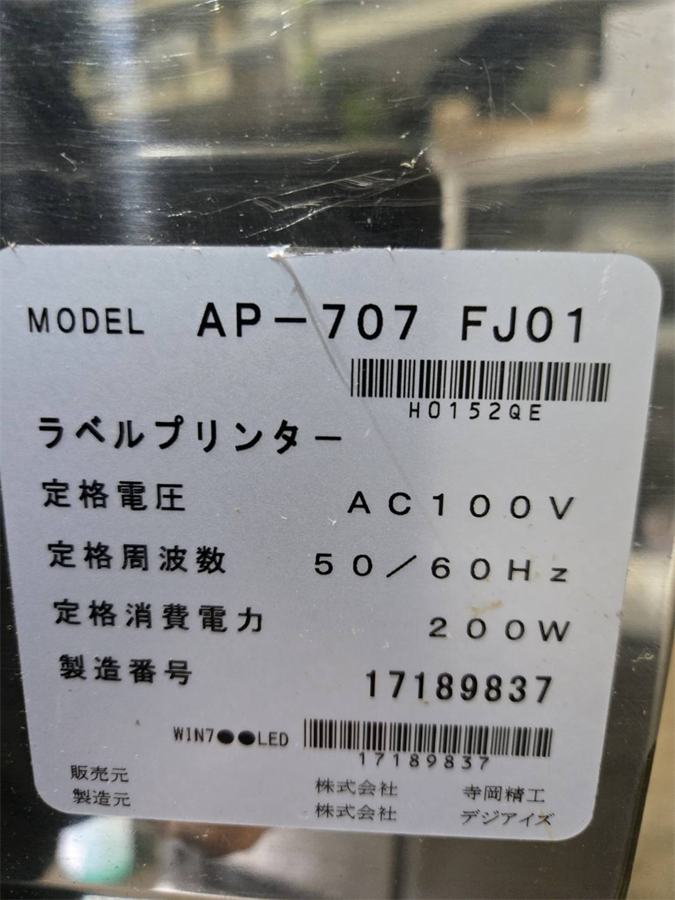 MODEL AP-707 FJ01
H0152QE
ラベルプリンター
定格電圧 AC100V
定格周波数 50/60Hz
定格消費電力 200W
製造番号 17189837
WIN7●●LED
17189837
販売元 株式会社 寺岡精工
製造元 株式会社 デジアイズ